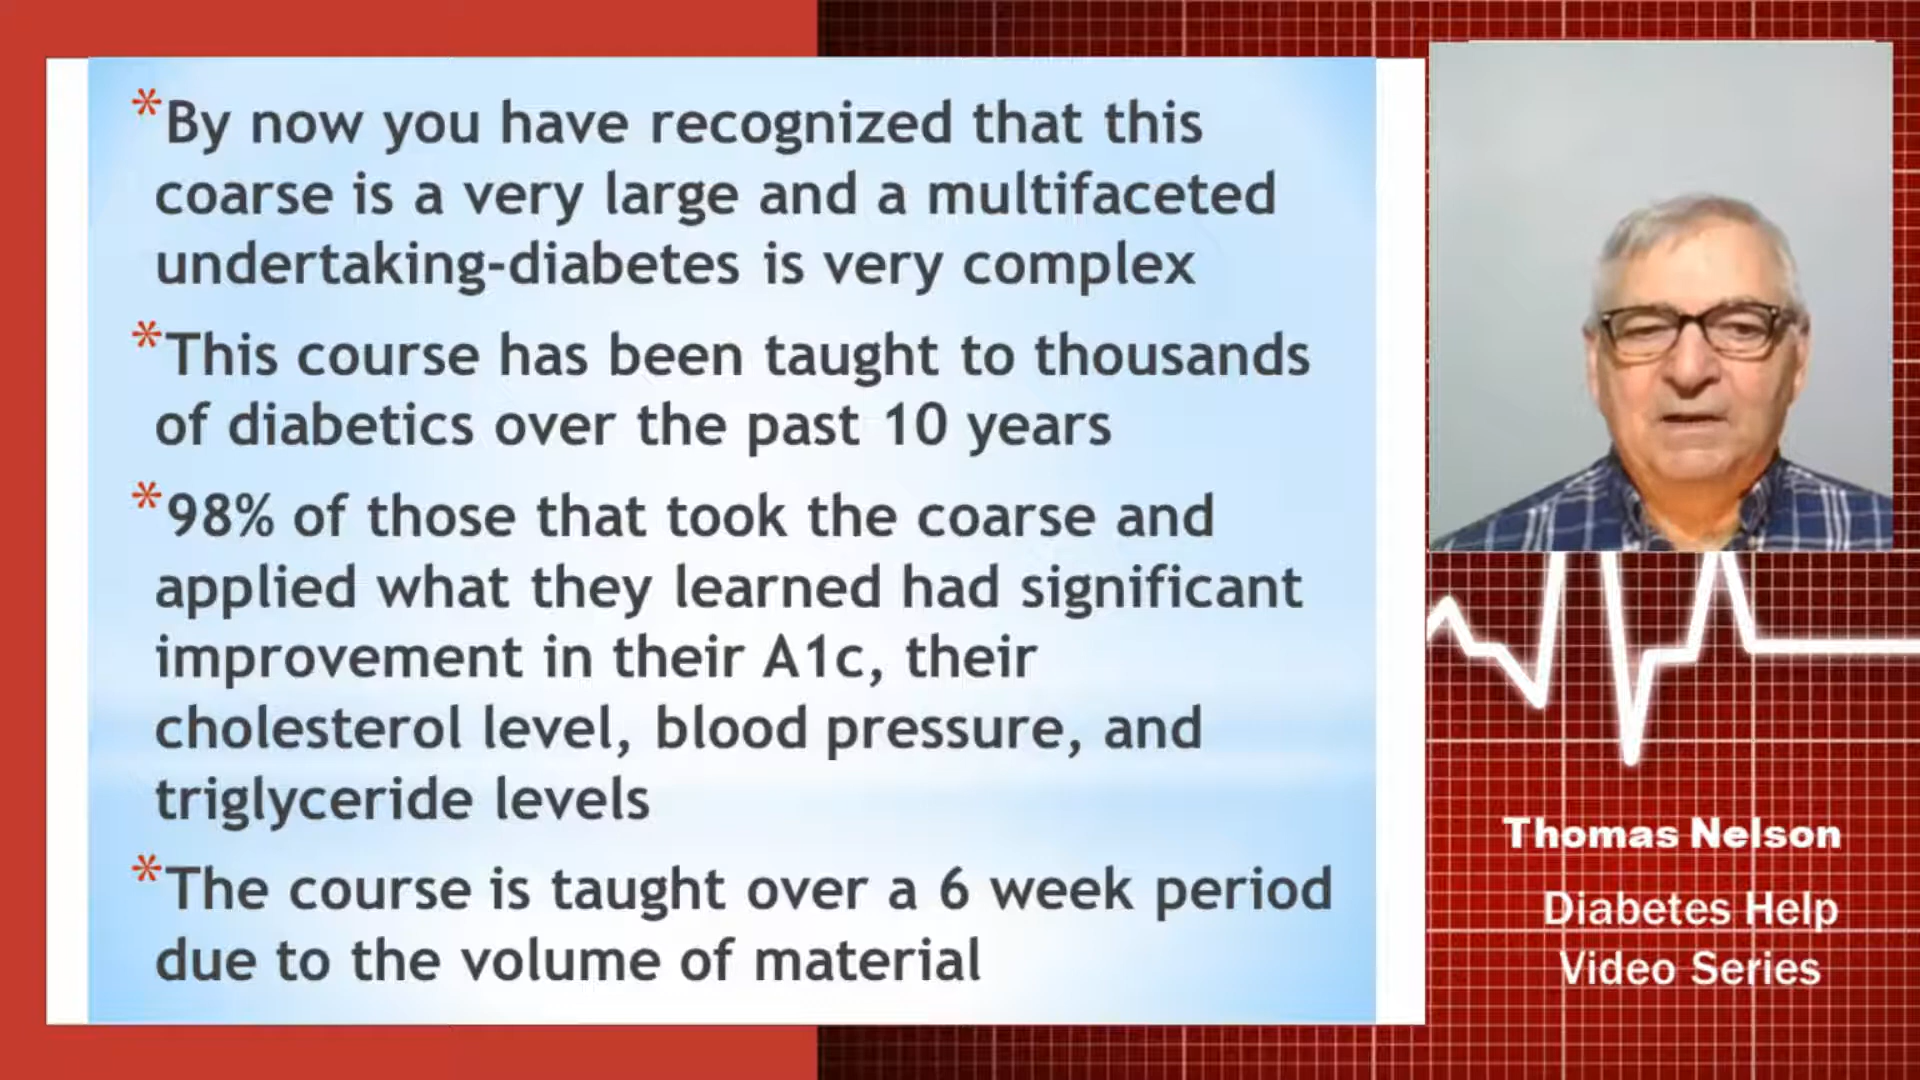 *By now you have recognized that this
coarse is a very large and a multifaceted
undertaking-diabetes is very complex
*This course has been taught to thousands
of diabetics over the past 10 years
*98% of those that took the coarse and
applied what they learned had significant
improvement in their A1c, their
cholesterol level, blood pressure, and
triglyceride levels
*The course is taught over a 6 week period
due to the volume of material
Thomas Nelson
Diabetes Help
Video Series